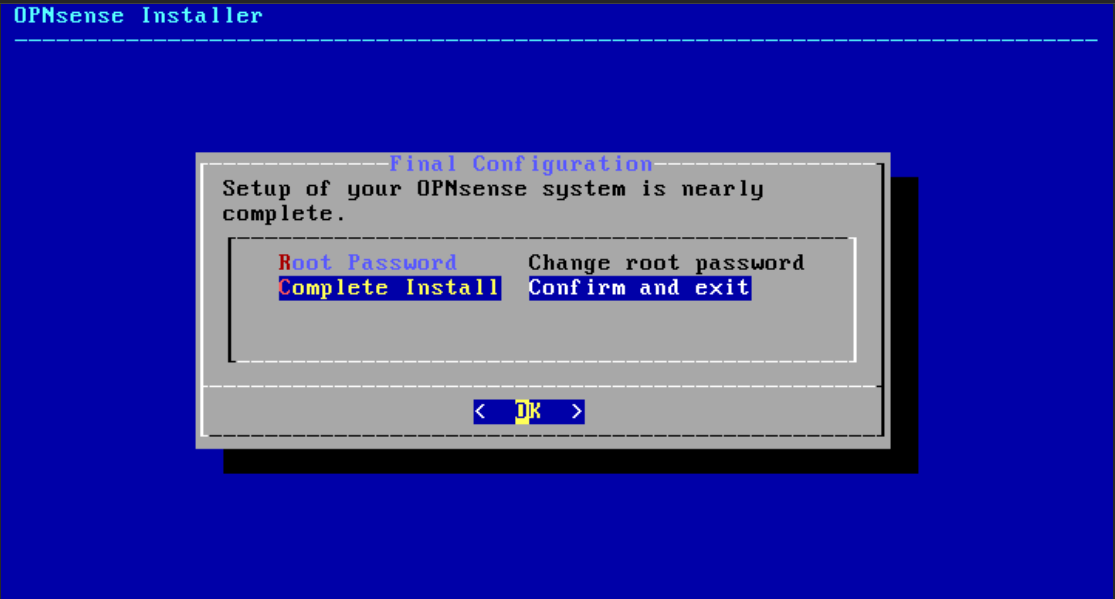 OPNsense Installer
Final Configuration
Setup of your OPNsense system is nearly
complete.
Root Password Change root password
Complete Install Confirm and exit
< OK >